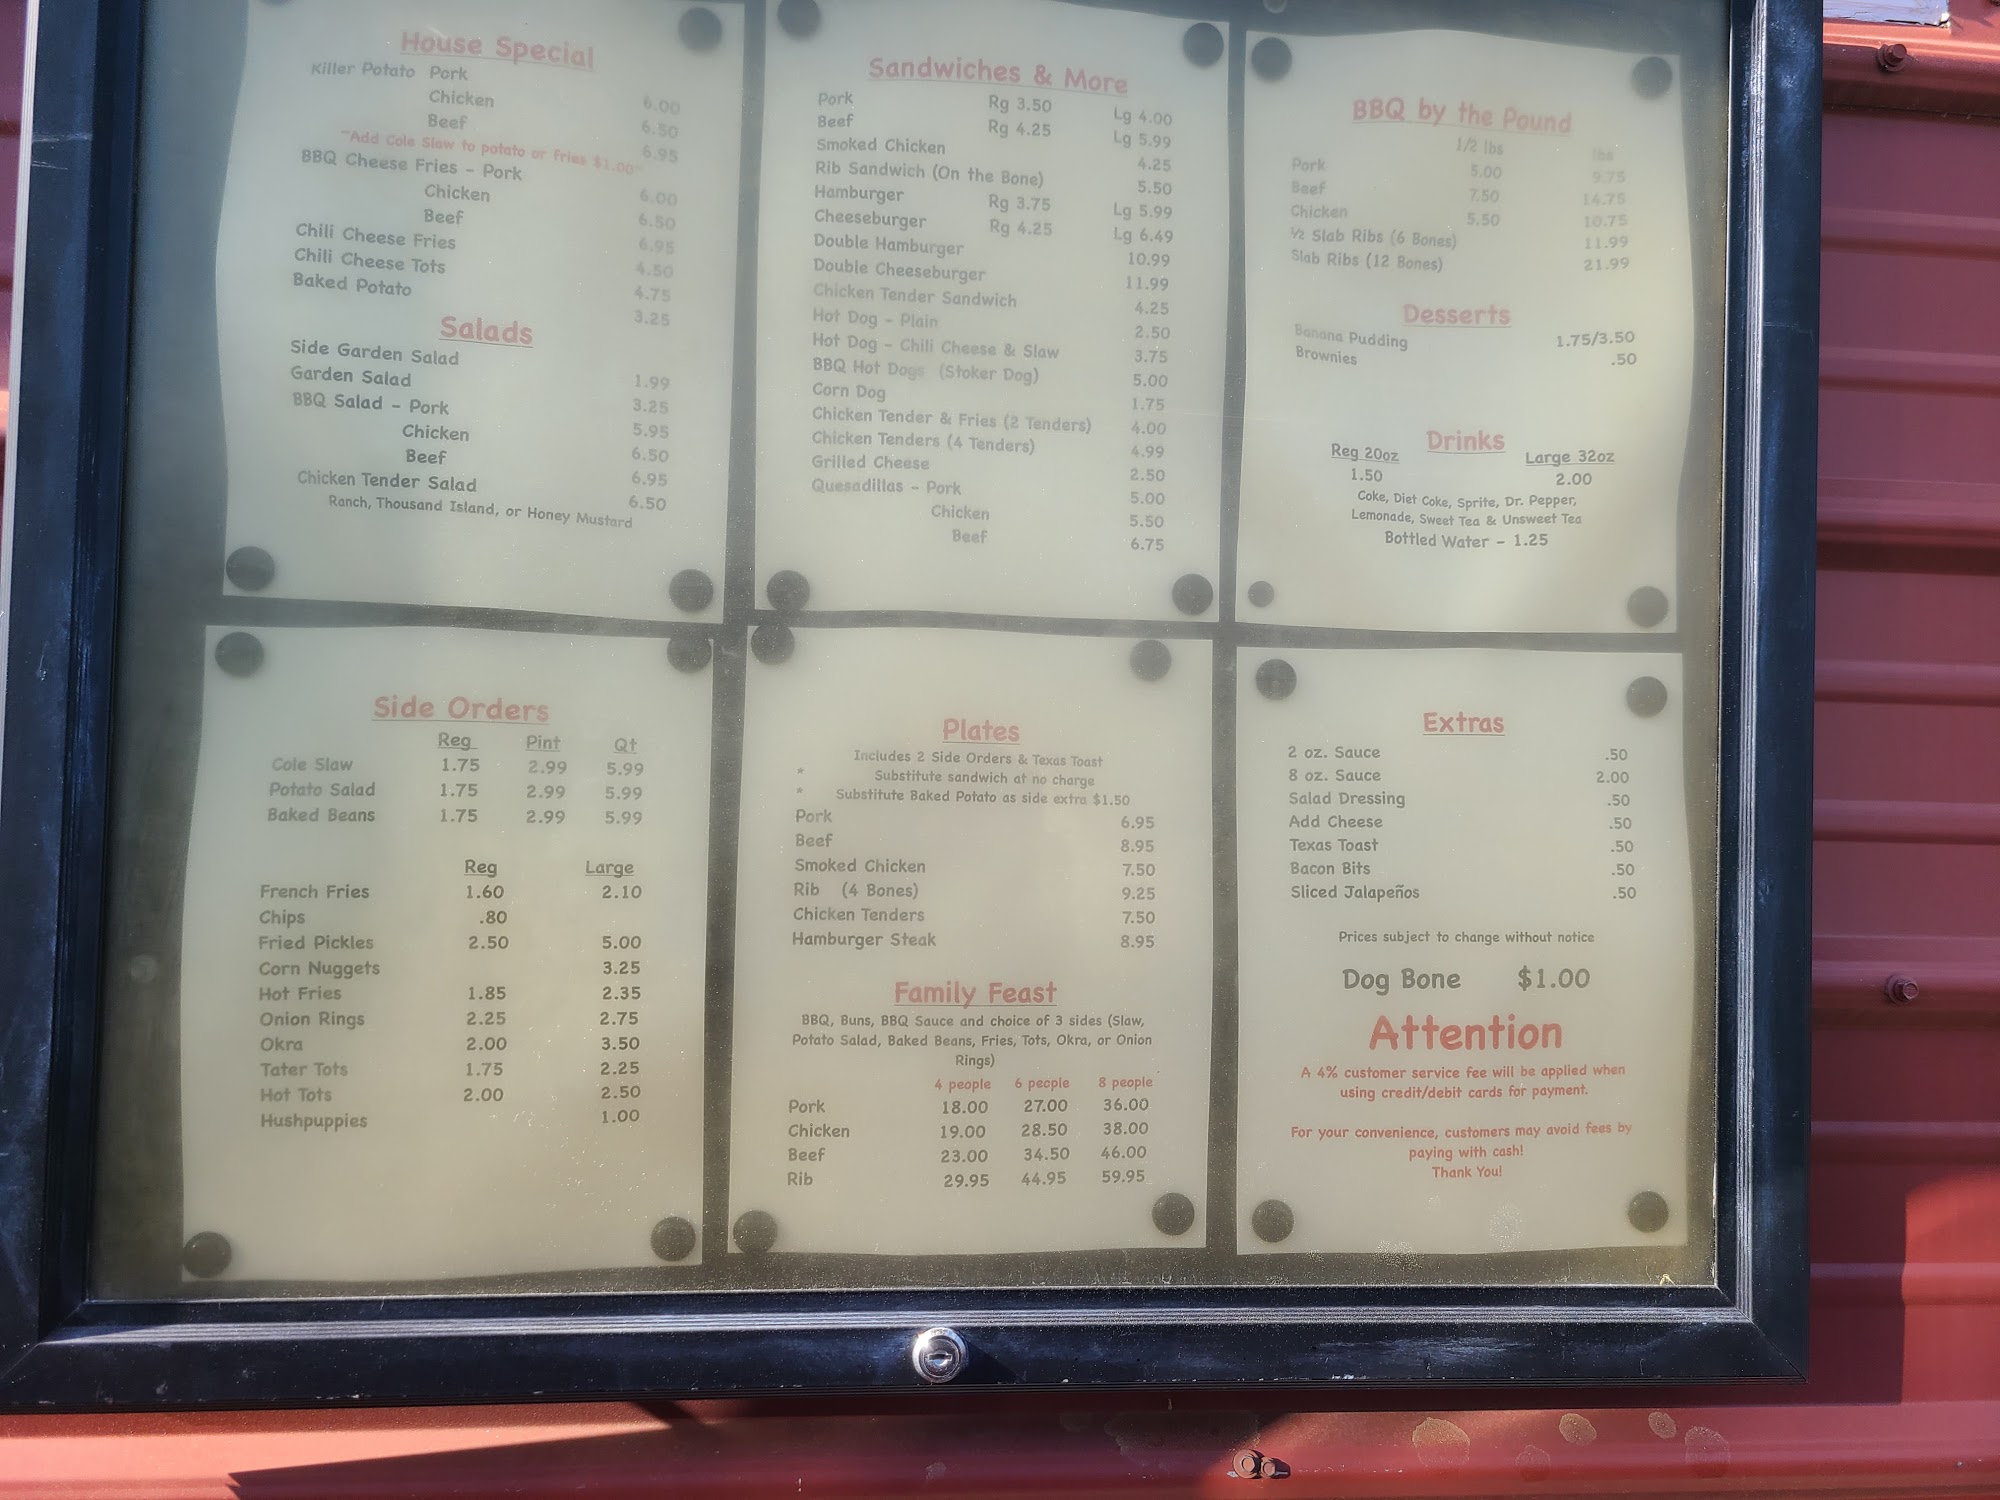 House Special
Killer Potato Pork 6.00
Chicken 6.50
Beef 6.95
"Add Cole Slaw to potato or fries $1.00"
BBQ Cheese Fries - Pork 6.00
Chicken 6.50
Beef 6.95
Chili Cheese Fries 4.50
Chili Cheese Tots 4.75
Baked Potato 3.25
Salads
Side Garden Salad 1.99
Garden Salad 3.25
BBQ Salad - Pork 5.95
Chicken 6.50
Beef 6.95
Chicken Tender Salad 6.50
Ranch, Thousand Island, or Honey Mustard
Sandwiches & More
Pork Rg 3.50 Lg 4.00
Beef Rg 4.25 Lg 5.99
Smoked Chicken 4.25
Rib Sandwich (On the Bone) 5.50
Hamburger Rg 3.75 Lg 5.99
Cheeseburger Rg 4.25 Lg 6.49
Double Hamburger 10.99
Double Cheeseburger 11.99
Chicken Tender Sandwich 4.25
Hot Dog - Plain 2.50
Hot Dog - Chili Cheese & Slaw 3.75
BBQ Hot Dogs (Stoker Dog) 5.00
Corn Dog 1.75
Chicken Tender & Fries (2 Tenders) 4.00
Chicken Tenders (4 Tenders) 4.99
Grilled Cheese 2.50
Quesadillas - Pork 5.00
Chicken 5.50
Beef 6.75
BBQ by the Pound
1/2 lbs lbs
Pork 5.00 9.75
Beef 7.50 14.75
Chicken 5.50 10.75
½ Slab Ribs (6 Bones) 11.99
Slab Ribs (12 Bones) 21.99
Desserts
Banana Pudding 1.75/3.50
Brownies .50
Drinks
Reg 20oz Large 32oz
1.50 2.00
Coke, Diet Coke, Sprite, Dr. Pepper,
Lemonade, Sweet Tea & Unsweet Tea
Bottled Water - 1.25
Side Orders
Reg Pint Qt
Cole Slaw 1.75 2.99 5.99
Potato Salad 1.75 2.99 5.99
Baked Beans 1.75 2.99 5.99
Reg Large
French Fries 1.60 2.10
Chips .80
Fried Pickles 2.50 5.00
Corn Nuggets 3.25
Hot Fries 1.85 2.35
Onion Rings 2.25 2.75
Okra 2.00 3.50
Tater Tots 1.75 2.25
Hot Tots 2.00 2.50
Hushpuppies 1.00
Plates
Includes 2 Side Orders & Texas Toast
* Substitute sandwich at no charge
* Substitute Baked Potato as side extra $1.50
Pork 6.95
Beef 8.95
Smoked Chicken 7.50
Rib (4 Bones) 9.25
Chicken Tenders 7.50
Hamburger Steak 8.95
Family Feast
BBQ, Buns, BBQ Sauce and choice of 3 sides (Slaw,
Potato Salad, Baked Beans, Fries, Tots, Okra, or Onion
Rings)
4 people 6 people 8 people
Pork 18.00 27.00 36.00
Chicken 19.00 28.50 38.00
Beef 23.00 34.50 46.00
Rib 29.95 44.95 59.95
Extras
2 oz. Sauce .50
8 oz. Sauce 2.00
Salad Dressing .50
Add Cheese .50
Texas Toast .50
Bacon Bits .50
Sliced Jalapeños .50
Prices subject to change without notice
Dog Bone $1.00
Attention
A 4% customer service fee will be applied when
using credit/debit cards for payment.
For your convenience, customers may avoid fees by
paying with cash!
Thank You!